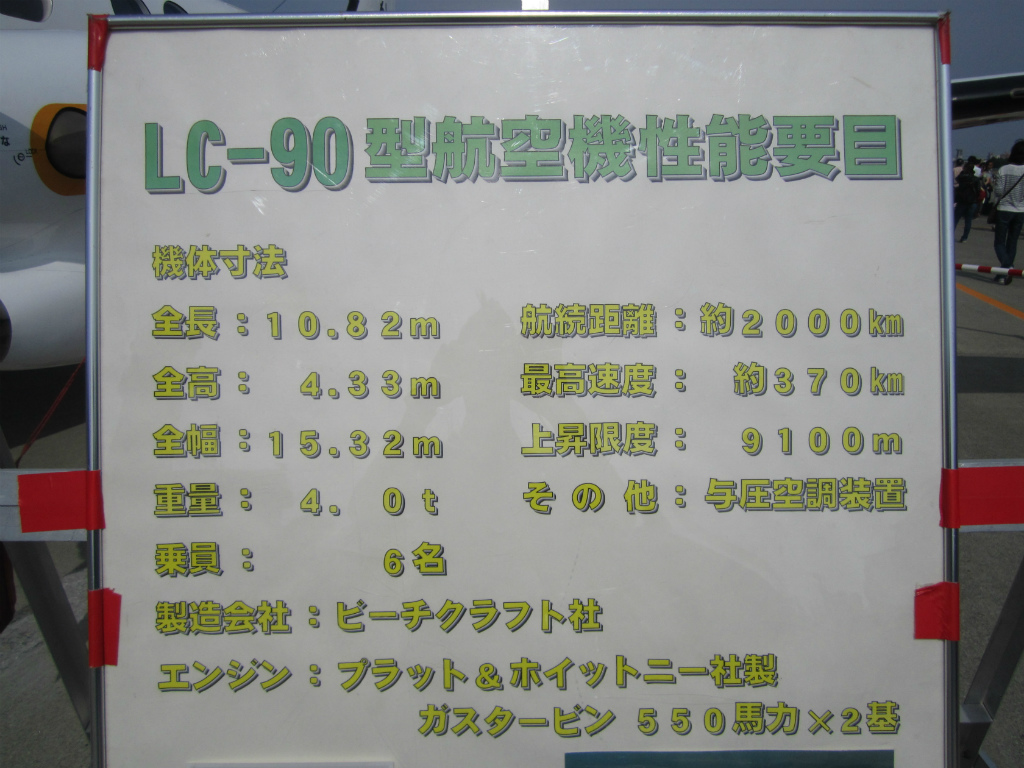 LC-90型航空機性能要目
機体寸法
全長：１０.８２ｍ
全高：　４.３３ｍ
全幅：１５.３２ｍ
重量：　４.　０ｔ
乗員：　　　６名
航続距離：約２０００㎞
最高速度：　約３７０㎞
上昇限度：　９１００ｍ
そ の 他：与圧空調装置
製造会社：ビーチクラフト社
エンジン：プラット＆ホイットニー社製
ガスタービン ５５０馬力×２基